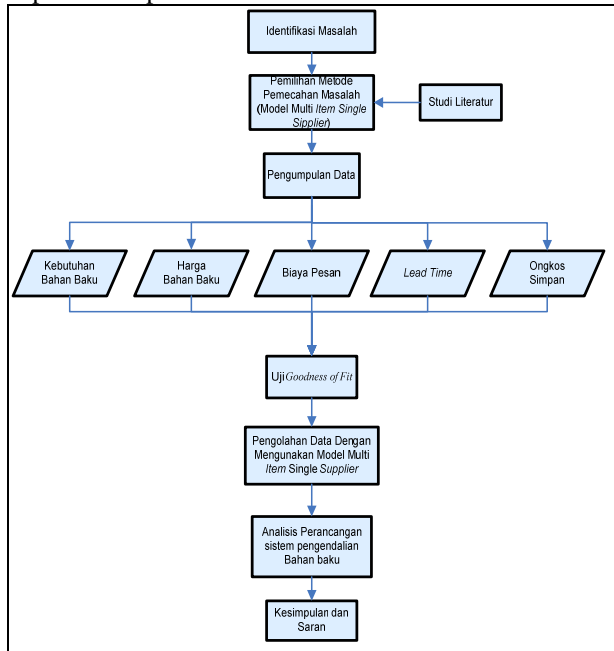 Identifikasi Masalah
Pemilihan Metode
Pemecahan Masalah
(Model Multi Item Single
Sipplier)
Studi Literatur
Pengumpulan Data
Kebutuhan
Bahan Baku
Harga
Bahan Baku
Biaya Pesan
Lead Time
Ongkos
Simpan
Uji Goodness of Fit
Pengolahan Data Dengan
Mengunakan Model Multi
Item Single Supplier
Analisis Perancangan
sistem pengendalian
Bahan baku
Kesimpulan dan
Saran